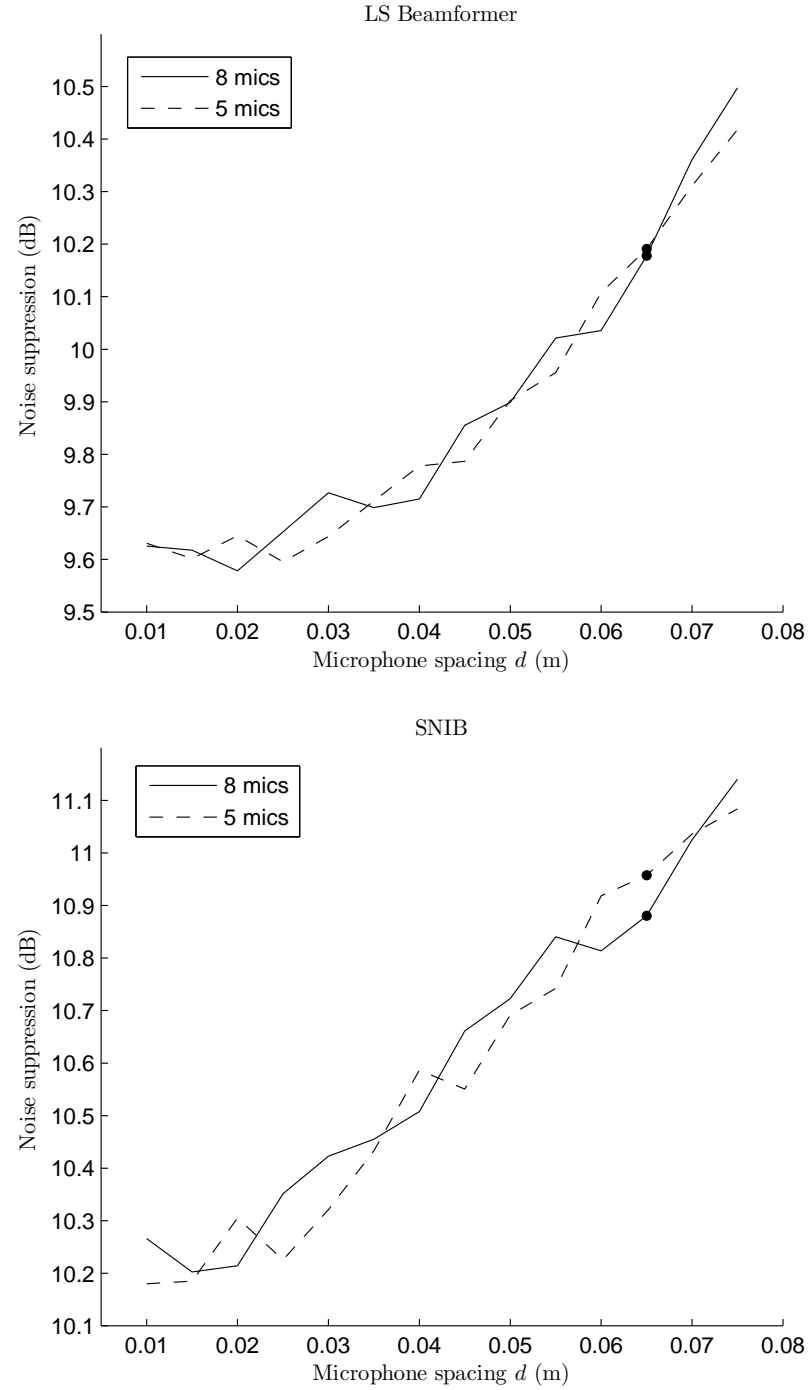 LS Beamformer
8 mics
5 mics
10.5
10.4
10.3
10.2
10.1
10
9.9
9.8
9.7
9.6
9.5
Noise suppression (dB)
0.01 0.02 0.03 0.04 0.05 0.06 0.07 0.08
Microphone spacing d (m)
SNIB
8 mics
5 mics
11.1
11
10.9
10.8
10.7
10.6
10.5
10.4
10.3
10.2
10.1
Noise suppression (dB)
0.01 0.02 0.03 0.04 0.05 0.06 0.07 0.08
Microphone spacing d (m)